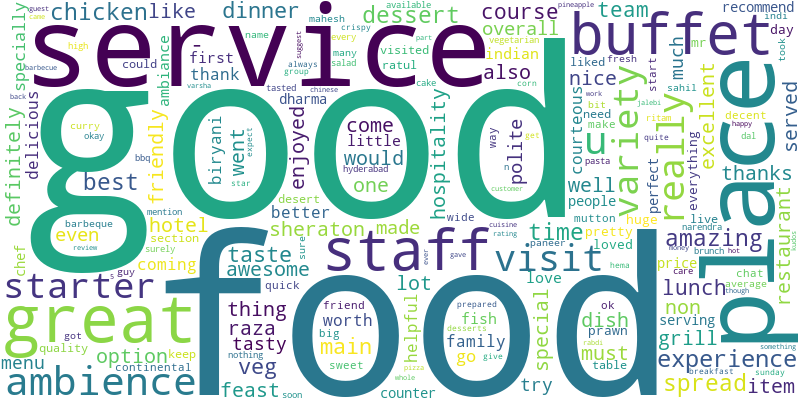 good
food
service
place
buffet
staff
great
visit
ambience
starter
really
variety
amazing
experience
spread
best
lunch
dessert
chicken
like
dinner
course
overall
team
recommend
specially
definitely
delicious
friendly
ambiance
could
first
thank
many
visited
ratul
dharma
indian
also
nice
liked
much
mr
day
took
fresh
start
sahil
excellent
served
courteous
u
make
need
bit
well
people
mutton
perfect
everything
thanks
restaurant
decent
dal
happy
jalebi
ritam
quite
pasta
work
huge
live
narendra
pretty
loved
price
brunch
hot
money
care
chat
average
though
kudos
non
serving
grill
item
breakfast
sunday
something
must
dish
prawn
table
ok
special
love
hema
paneer
time
cuisine
rating
wide
made
lot
helpful
fish
prepared
desserts
family
go
give
try
counter
whole
pizza
rabdi
friend
worth
main
big
sweet
thing
raza
tasty
veg
feast
soon
nothing
quick
awesome
taste
sheraton
better
desert
sure
hotel
section
surely
coming
guy
even
chef
review
barbeque
mention
option
keep
quality
got
menu
continental
curry
okay
bbq
back
barbecue
guest
came
high
name
every
crispy
mahesh
suggest
always
group
salad
vegetarian
part
available
tasted
cake
corn
chinese
varsha
biryani
went
star
expect
enjoyed
come
little
would
hyderabad
one
hospitality
polite
way
get
customer
ever
gave
indi
pineapple